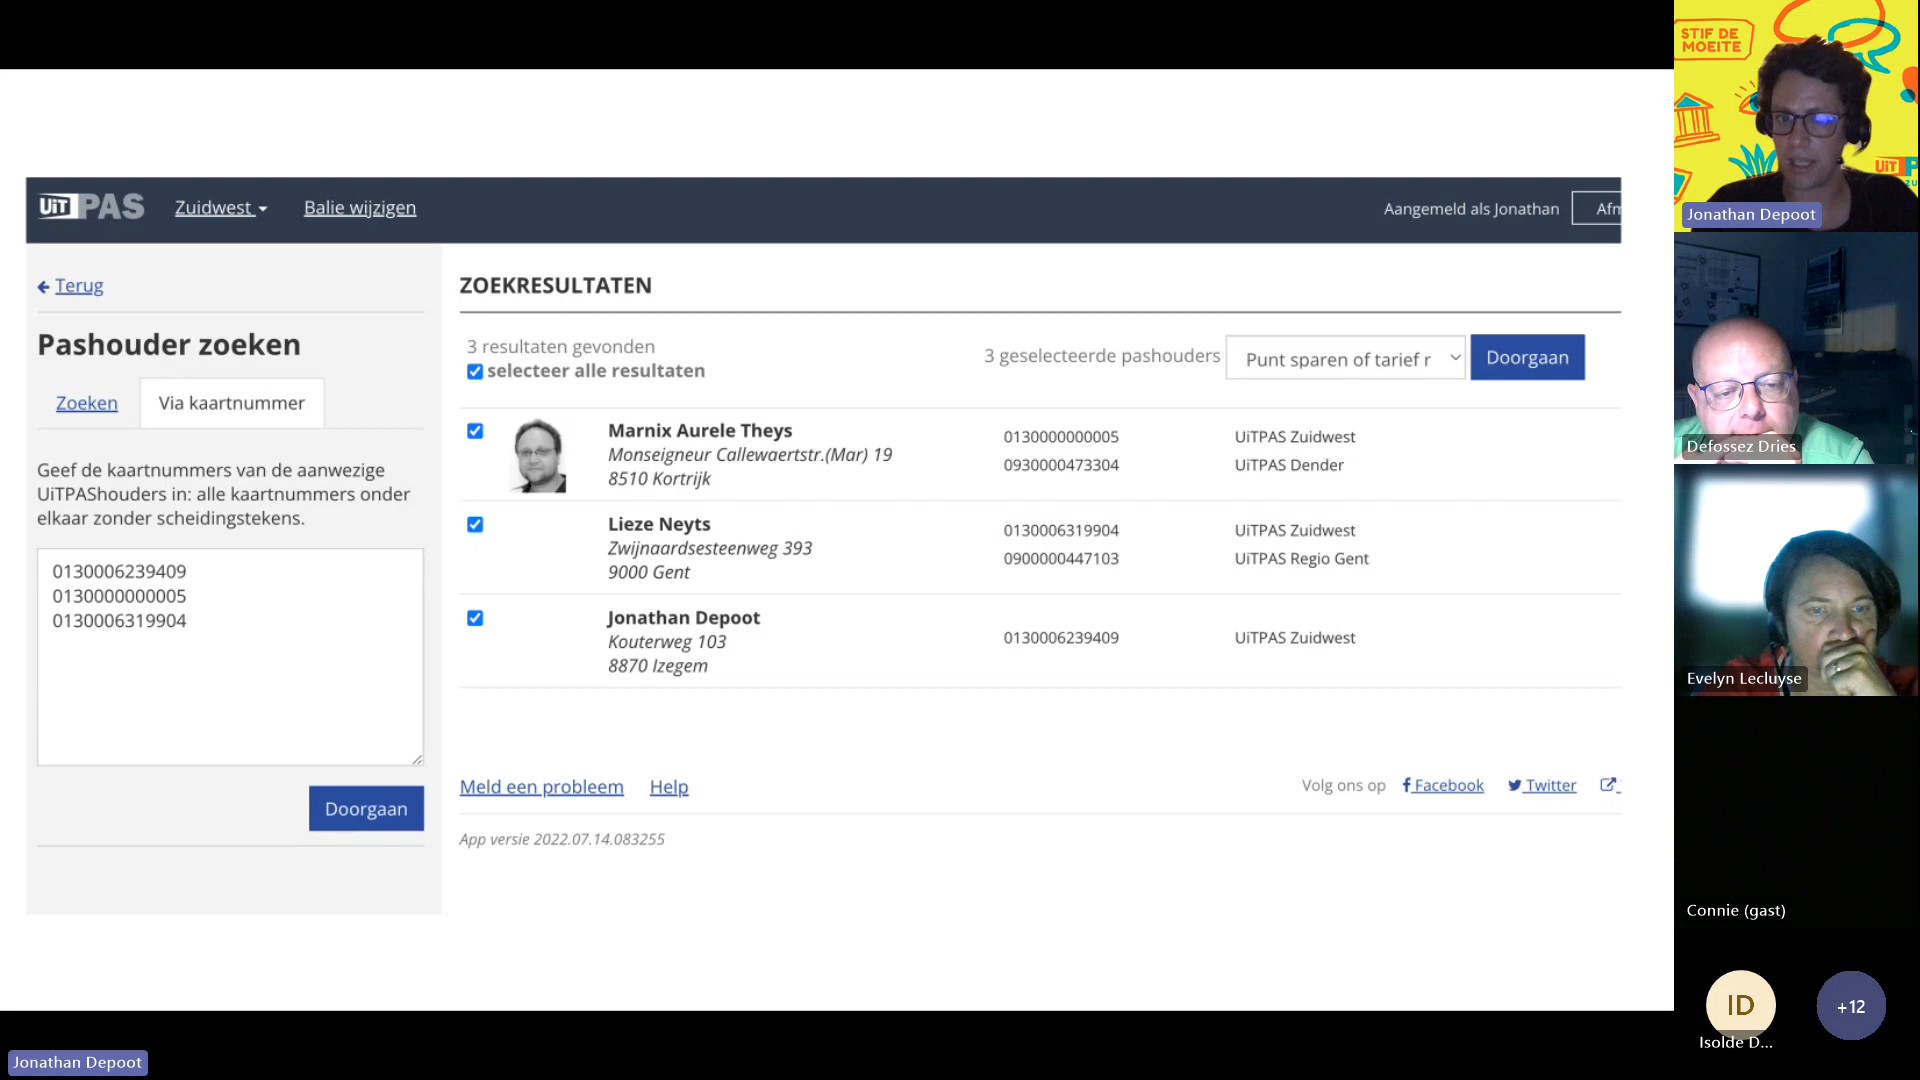 UiTPAS
Zuidwest
Balie wijzigen
Aangemeld als Jonathan
Terug
Pashouder zoeken
Zoeken
Via kaartnummer
Geef de kaartnummers van de aanwezige
UiTPAShouders in: alle kaartnummers onder
elkaar zonder scheidingstekens.
0130006239409
0130000000005
0130006319904
Doorgaan
ZOEKRESULTATEN
3 resultaten gevonden
selecteer alle resultaten
3 geselecteerde pashouders
Punt sparen of tarief r
Doorgaan
Marnix Aurele Theys
Monseigneur Callewaertstr.(Mar) 19
8510 Kortrijk
0130000000005 UiTPAS Zuidwest
0930000473304 UiTPAS Dender
Lieze Neyts
Zwijnaardsesteenweg 393
9000 Gent
0130006319904 UiTPAS Zuidwest
0900000447103 UiTPAS Regio Gent
Jonathan Depoot
Kouterweg 103
8870 Izegem
0130006239409 UiTPAS Zuidwest
Meld een probleem
Help
Volg ons op
Facebook
Twitter
App versie 2022.07.14.083255
STIF DE
MOEITE
UiTP
Jonathan Depoot
Defossez Dries
Evelyn Lecluyse
Connie (gast)
ID
Isolde D...
+12
Jonathan Depoot